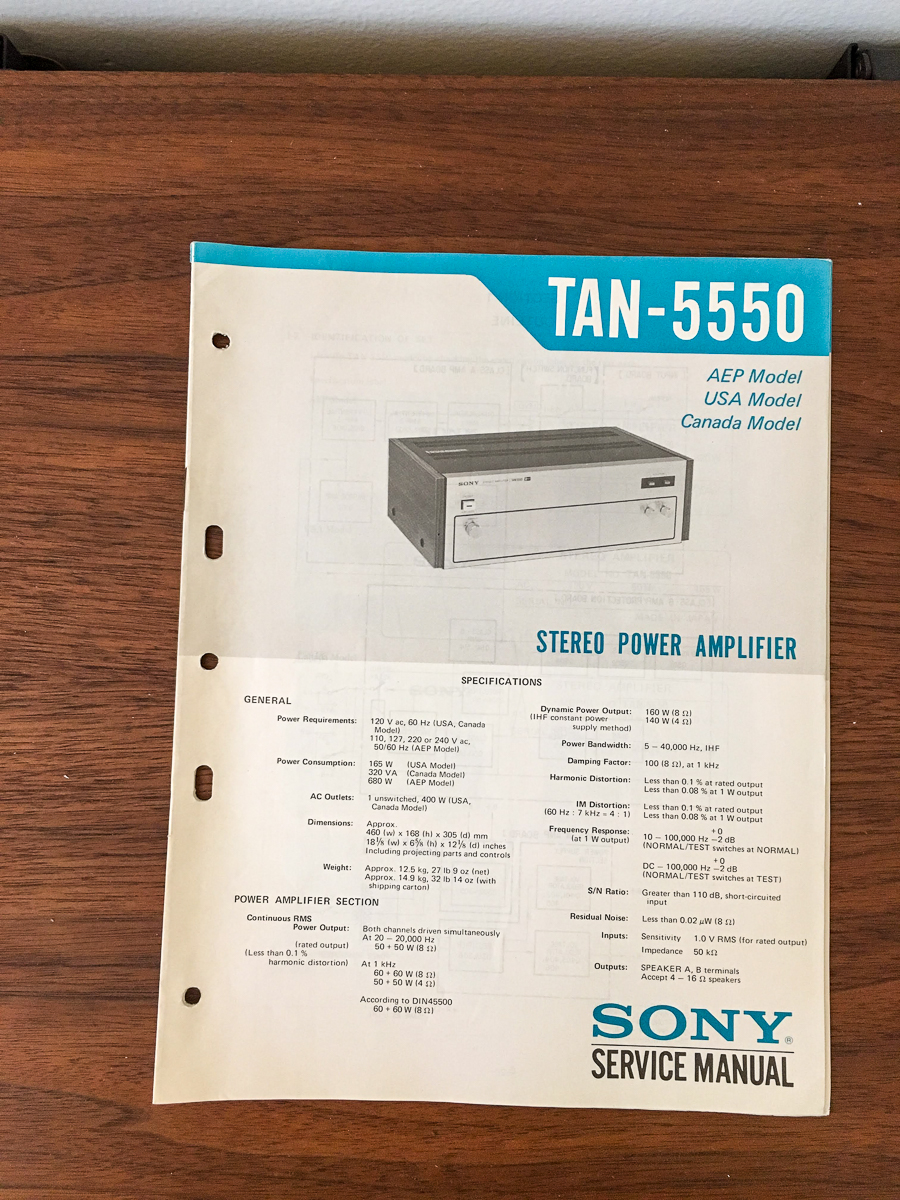 TAN-5550
AEP Model
USA Model
Canada Model
SONY
STEREO POWER AMPLIFIER
SPECIFICATIONS
GENERAL
Power Requirements: 120 V ac, 60 Hz (USA, Canada
Model)
110, 127, 220 or 240 V ac,
50/60 Hz (AEP Model)
Power Consumption: 165 W (USA Model)
320 VA (Canada Model)
680 W (AEP Model)
AC Outlets: 1 unswitched, 400 W (USA,
Canada Model)
Dimensions: Approx.
460 (w) x 168 (h) x 305 (d) mm
18 1/8 (w) x 6 5/8 (h) x 12 1/8 (d) inches
Including projecting parts and controls
Weight: Approx. 12.5 kg, 27 lb 9 oz (net)
Approx. 14.9 kg, 32 lb 14 oz (with
shipping carton)
POWER AMPLIFIER SECTION
Continuous RMS
Power Output: Both channels driven simultaneously
At 20 – 20,000 Hz
(rated output) 50 + 50 W (8 Ω)
(Less than 0.1 %
harmonic distortion) At 1 kHz
60 + 60 W (8 Ω)
50 + 50 W (4 Ω)
According to DIN45500
60 + 60 W (8 Ω)
Dynamic Power Output: 160 W (8 Ω)
(IHF constant power 140 W (4 Ω)
supply method)
Power Bandwidth: 5 – 40,000 Hz, IHF
Damping Factor: 100 (8 Ω), at 1 kHz
Harmonic Distortion: Less than 0.1 % at rated output
Less than 0.08 % at 1 W output
IM Distortion: Less than 0.1 % at rated output
(60 Hz : 7 kHz = 4 : 1) Less than 0.08 % at 1 W output
Frequency Response: +0
(at 1 W output) 10 – 100,000 Hz –2 dB
(NORMAL/TEST switches at NORMAL)
+0
DC – 100,000 Hz –2 dB
(NORMAL/TEST switches at TEST)
S/N Ratio: Greater than 110 dB, short-circuited
input
Residual Noise: Less than 0.02 μW (8 Ω)
Inputs: Sensitivity 1.0 V RMS (for rated output)
Impedance 50 kΩ
Outputs: SPEAKER A, B terminals
Accept 4 – 16 Ω speakers
SONY®
SERVICE MANUAL